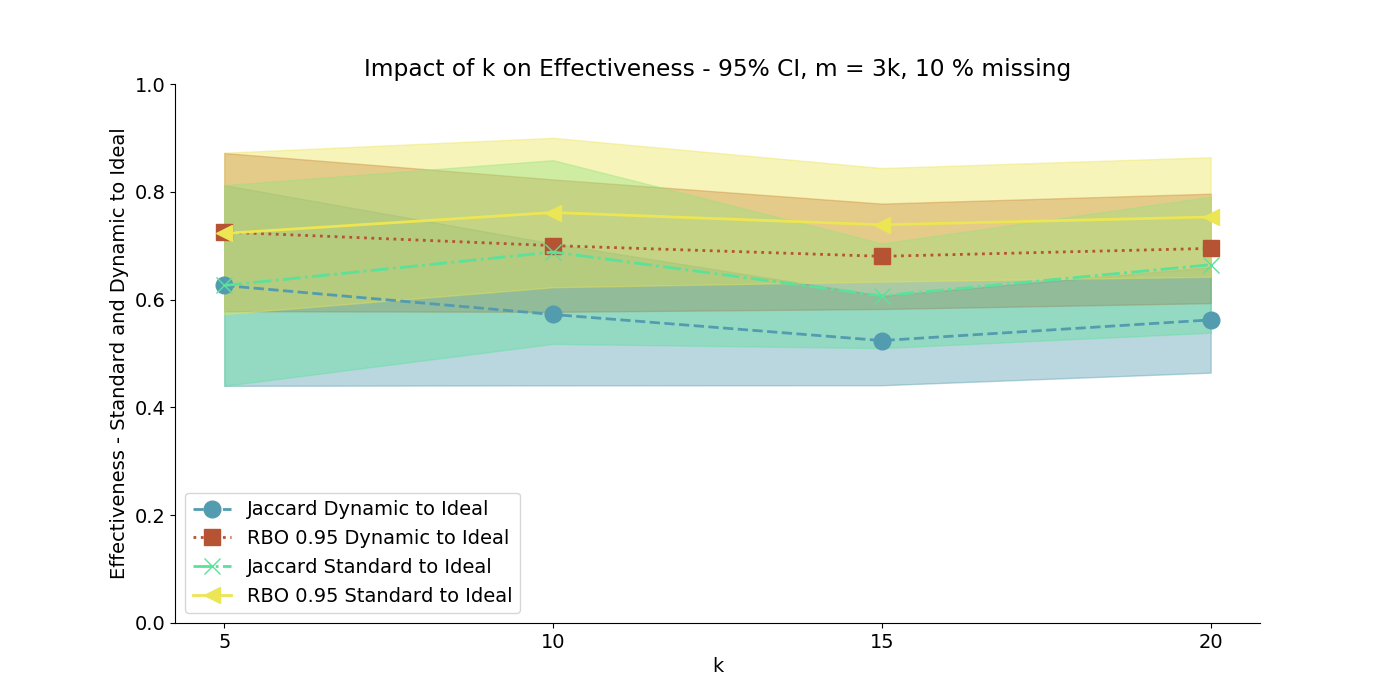 Impact of k on Effectiveness - 95% CI, m = 3k, 10 % missing
Effectiveness - Standard and Dynamic to Ideal
1.0
0.8
0.6
0.4
0.2
0.0
Jaccard Dynamic to Ideal
RBO 0.95 Dynamic to Ideal
Jaccard Standard to Ideal
RBO 0.95 Standard to Ideal
5 10 15 20
k